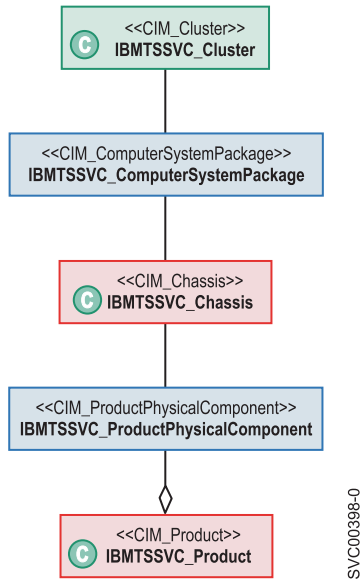 <<CIM_Cluster>>
C
IBMTSSVC_Cluster
<<CIM_ComputerSystemPackage>>
IBMTSSVC_ComputerSystemPackage
<<CIM_Chassis>>
C
IBMTSSVC_Chassis
<<CIM_ProductPhysicalComponent>>
IBMTSSVC_ProductPhysicalComponent
<<CIM_Product>>
C
IBMTSSVC_Product
SVC00398-0